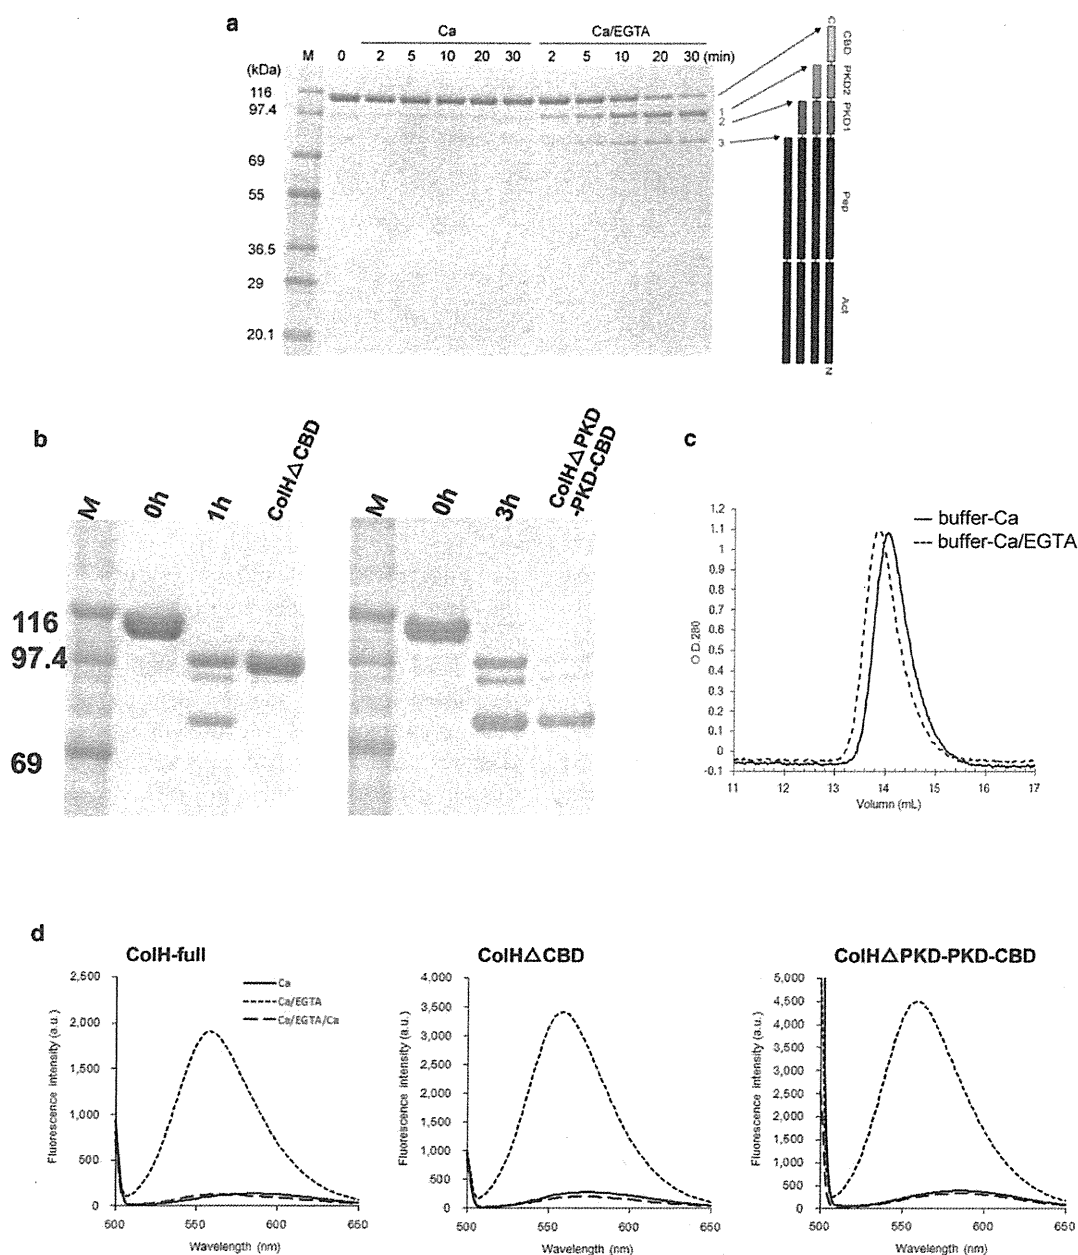 a
Ca
Ca/EGTA
M 0 2 5 10 20 30 2 5 10 20 30 (min)
(kDa)
116
97.4
69
55
36.5
29
20.1
1
2
3
C
CBD
PKD2
PKD1
Pep
Act
N
b
M
0h
1h
ColH△CBD
M
0h
3h
ColH△PKD
-PKD-CBD
116
97.4
69
c
buffer-Ca
buffer-Ca/EGTA
1.2
1.1
1
0.9
0.8
0.7
0.6
0.5
0.4
0.3
0.2
0.1
0
-0.1
O.D.280
11 12 13 14 15 16 17
Volumn (mL)
d
ColH-full
Ca
Ca/EGTA
Ca/EGTA/Ca
2,500
2,000
1,500
1,000
500
0
Fluorescence intensity (a.u.)
500 550 600 650
Wavelength (nm)
ColH△CBD
4,000
3,500
3,000
2,500
2,000
1,500
1,000
500
0
Fluorescence intensity (a.u.)
500 550 600 650
Wavelength (nm)
ColH△PKD-PKD-CBD
5,000
4,500
4,000
3,500
3,000
2,500
2,000
1,500
1,000
500
0
Fluorescence intensity (a.u.)
500 550 600 650
Wavelength (nm)